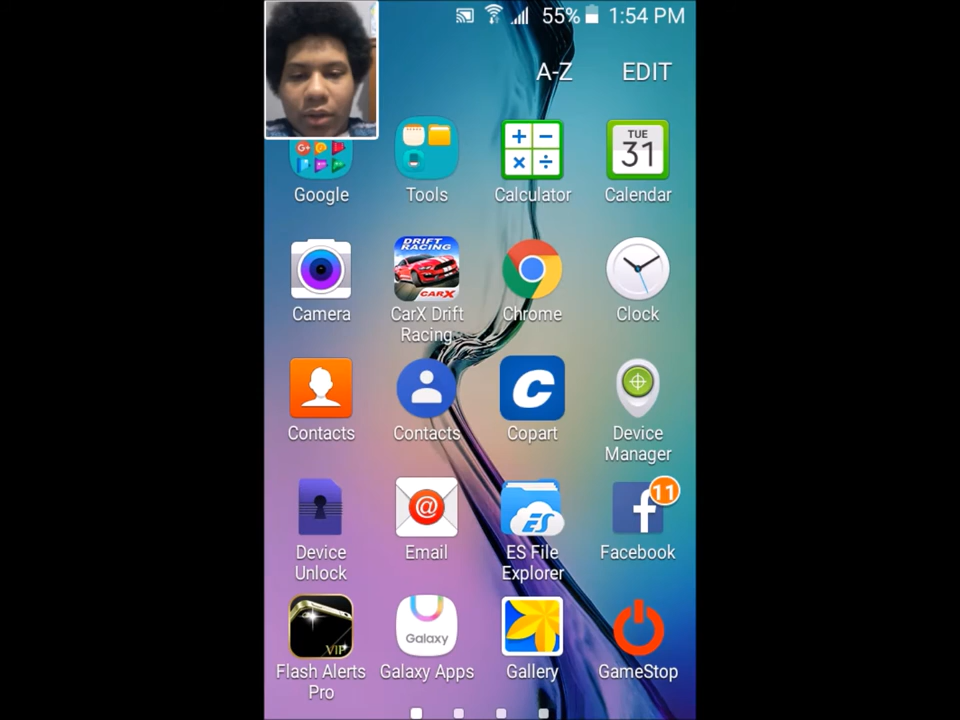 55% 1:54 PM
A-Z EDIT
Google Tools Calculator Calendar
TUE
31
Camera CarX Drift Racing Chrome Clock
DRIFT
RACING
CARX
Contacts Contacts Copart Device Manager
C
Device Unlock Email ES File Explorer Facebook
@
ES
f
11
Flash Alerts Pro Galaxy Apps Gallery GameStop
VIP
Galaxy